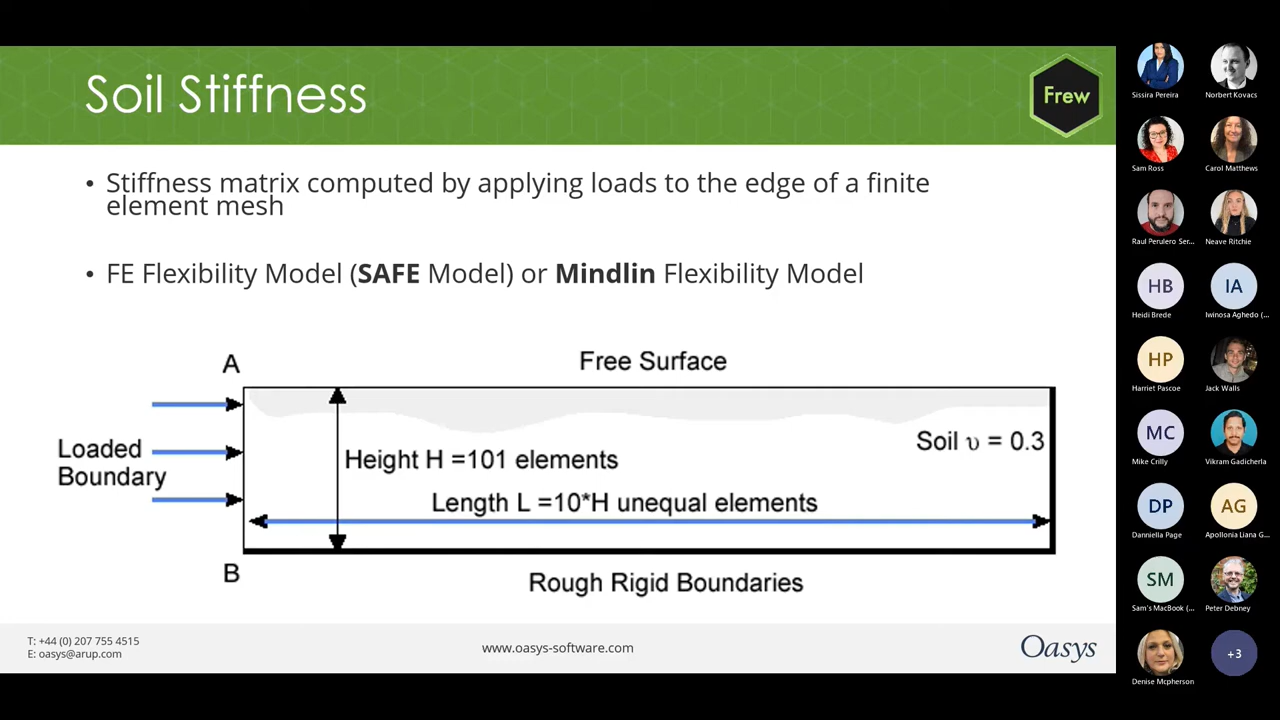 Soil Stiffness
Frew
• Stiffness matrix computed by applying loads to the edge of a finite
element mesh
• FE Flexibility Model (SAFE Model) or Mindlin Flexibility Model
A
Free Surface
Loaded
Boundary
Soil υ = 0.3
Height H =101 elements
Length L =10*H unequal elements
B
Rough Rigid Boundaries
T: +44 (0) 207 755 4515
E: oasys@arup.com
www.oasys-software.com
Oasys
Sissira Pereira
Norbert Kovacs
Sam Ross
Carol Matthews
Raul Perulero Ser...
Neave Ritchie
HB
Heidi Brede
IA
Iwinosa Aghedo (...
HP
Harriet Pascoe
Jack Walls
MC
Mike Crilly
Vikram Gadicherla
DP
Danniella Page
AG
Apollonia Liana G...
SM
Sam's MacBook (...
Peter Debney
Denise Mcpherson
+3